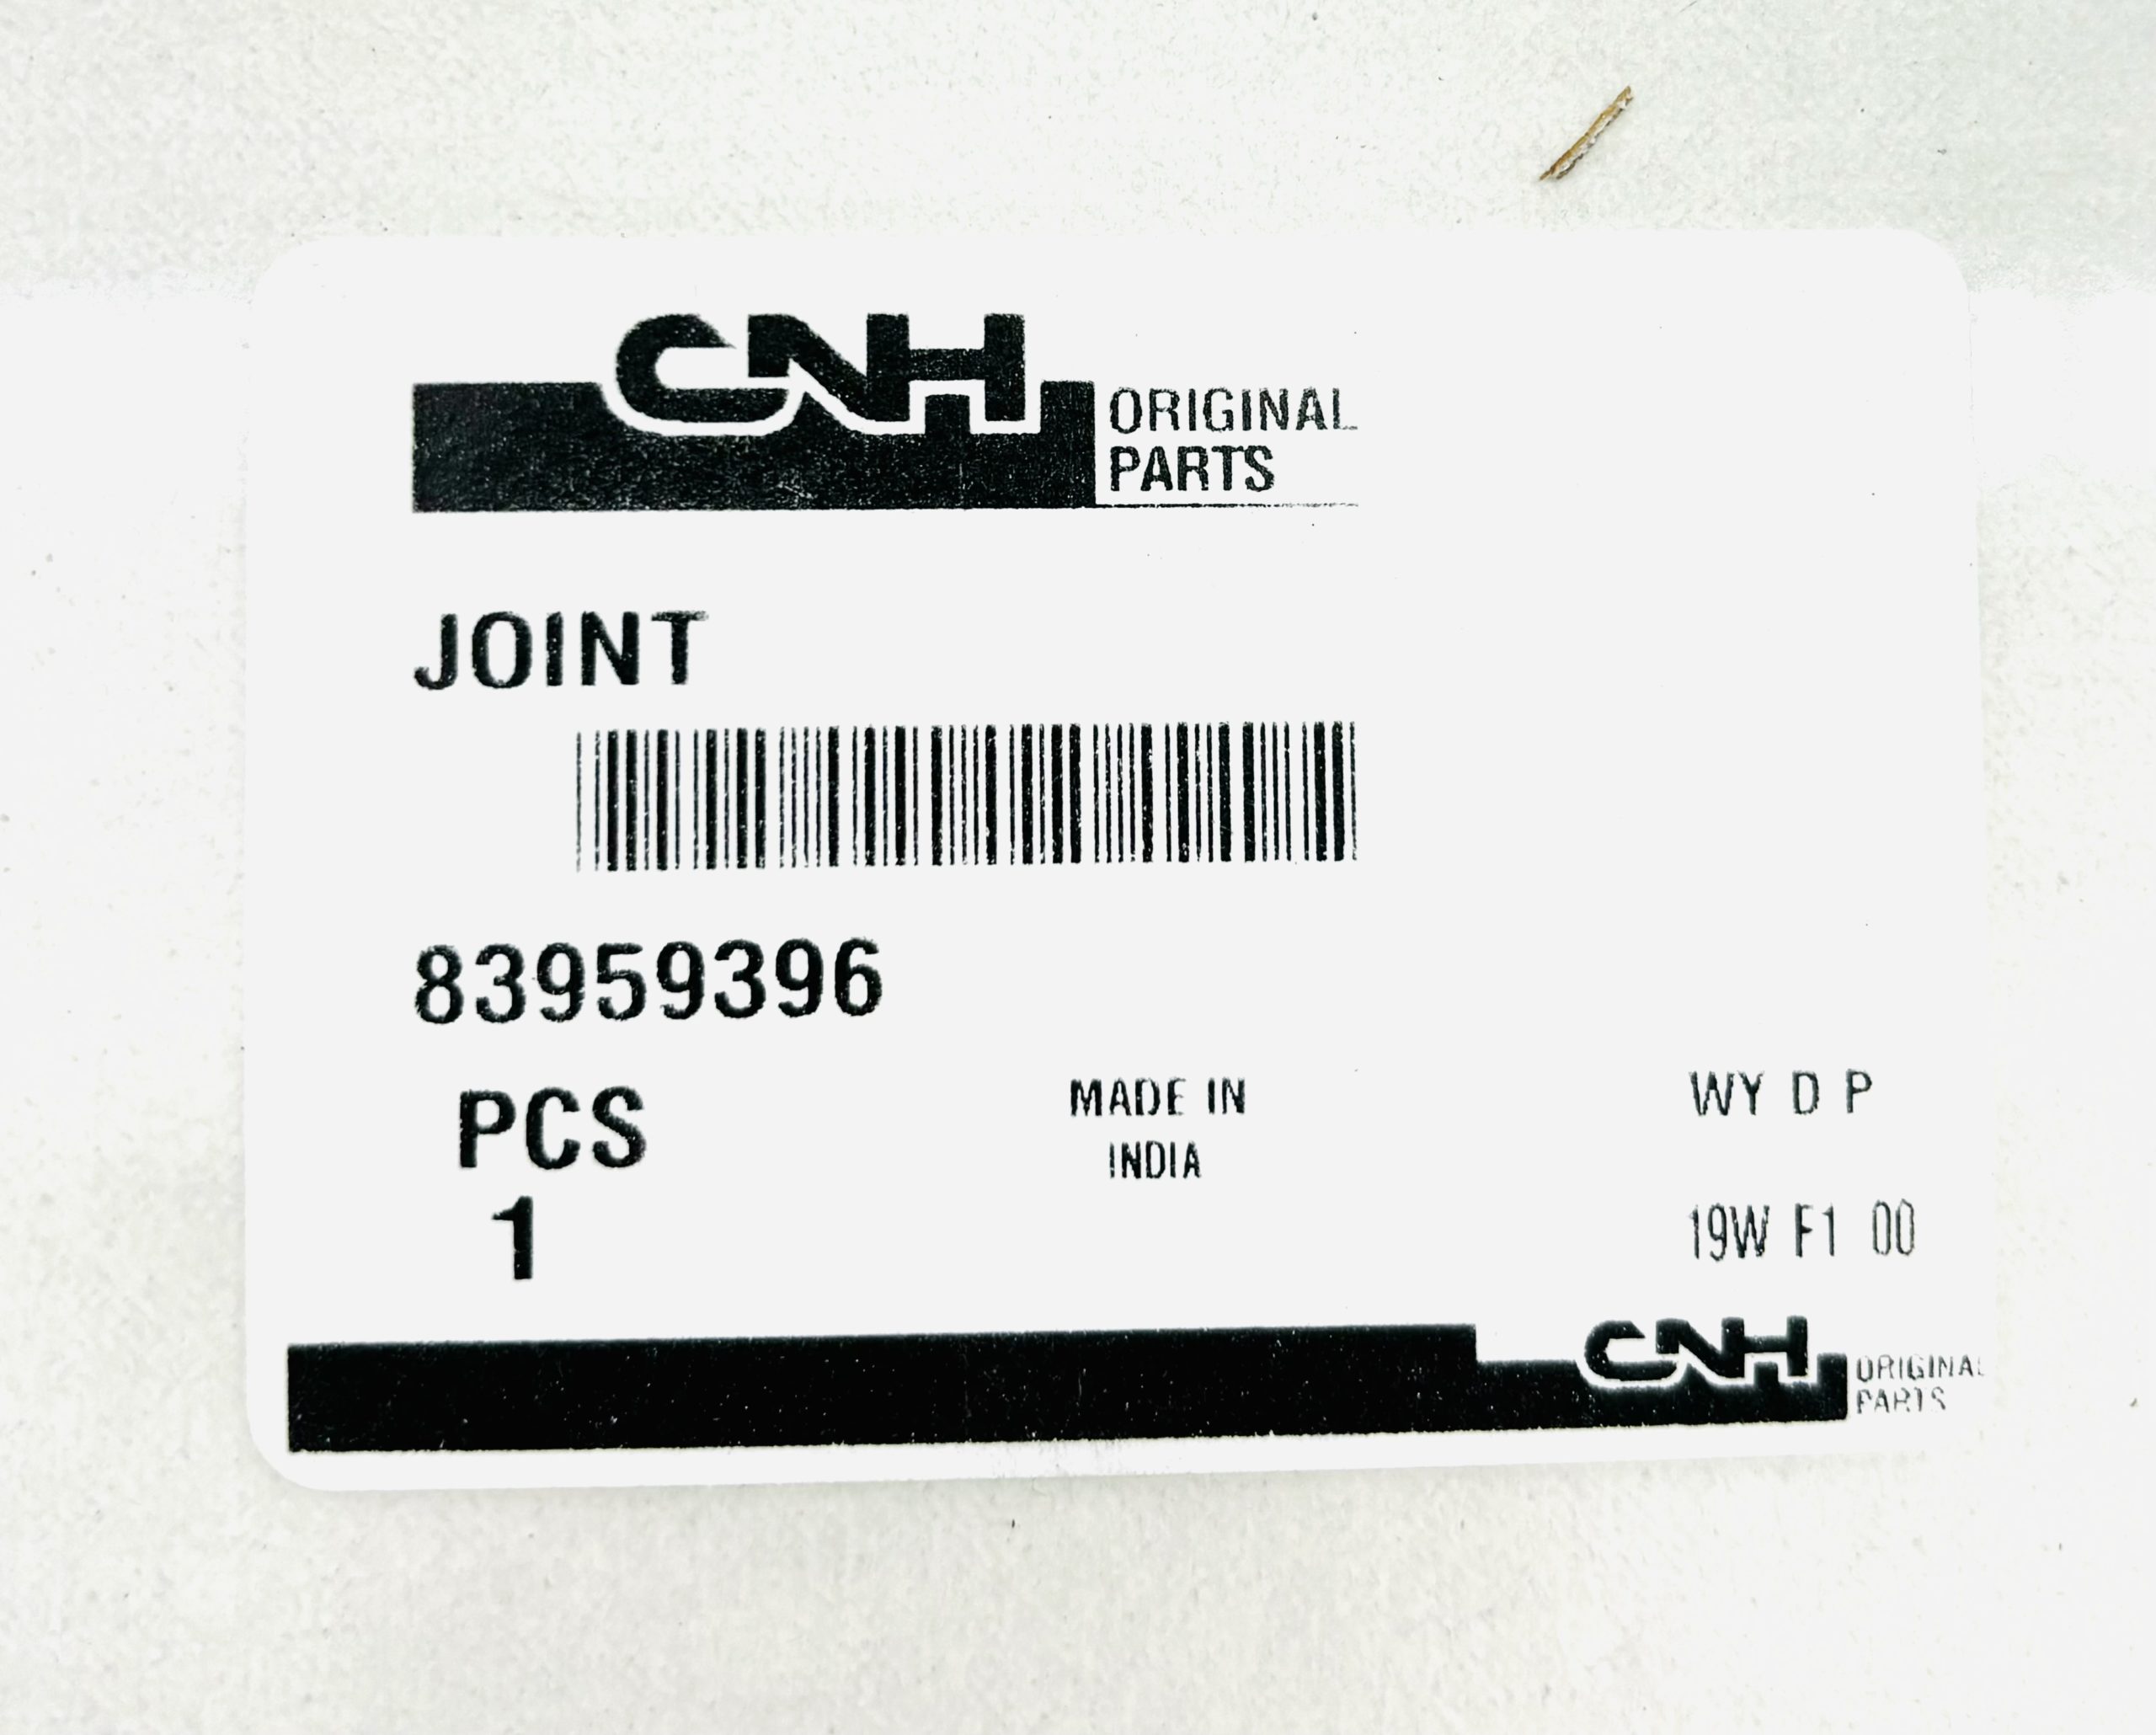 CNH ORIGINAL
PARTS
JOINT
83959396
PCS
1
MADE IN
INDIA
WY D P
19W F1 00
CNH ORIGINAL
PARTS